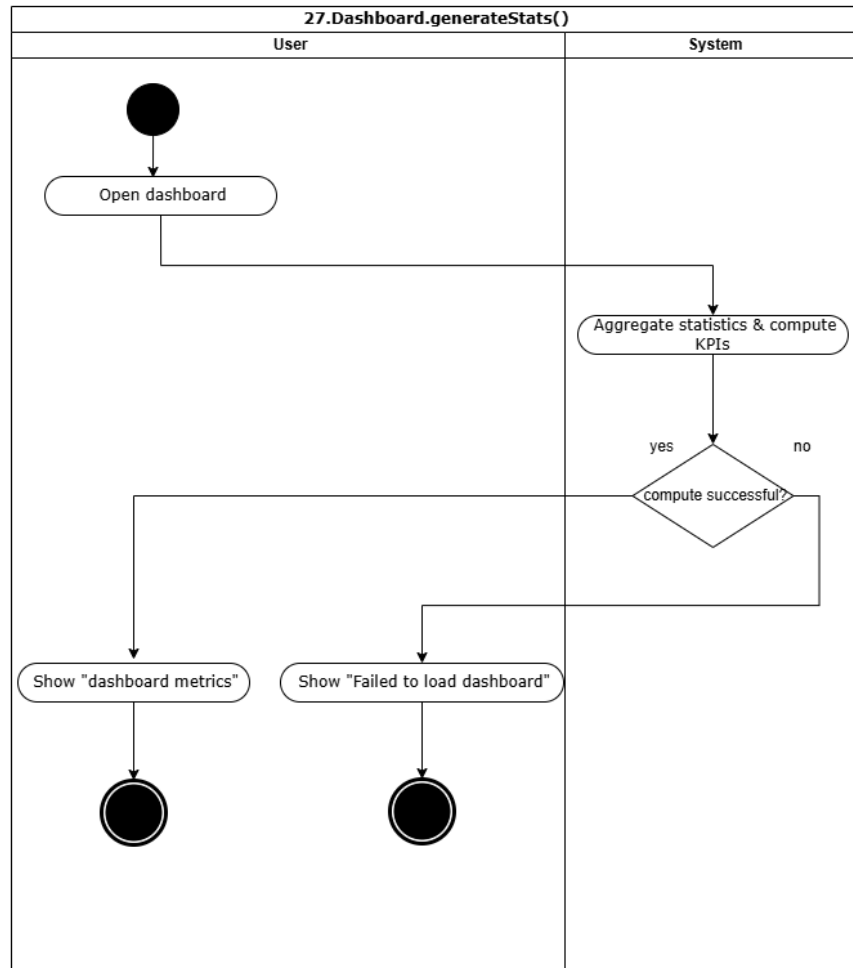 27.Dashboard.generateStats()
User
System
Open dashboard
Aggregate statistics & compute
KPIs
yes
no
compute successful?
Show "dashboard metrics"
Show "Failed to load dashboard"